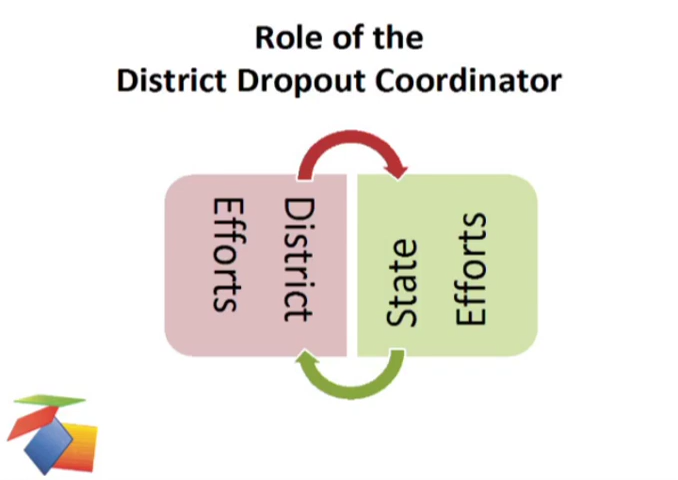 Role of the
District Dropout Coordinator
District
Efforts
State
Efforts